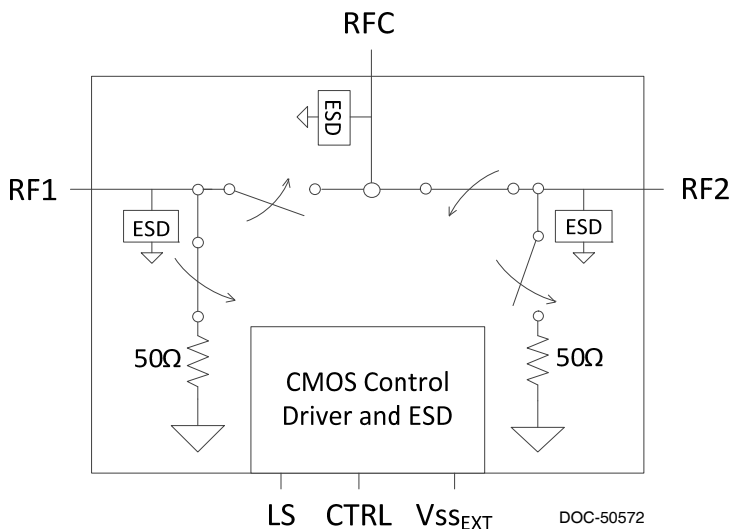 RFC
ESD
RF1
RF2
ESD
ESD
50Ω
50Ω
CMOS Control
Driver and ESD
LS CTRL VssEXT
DOC-50572